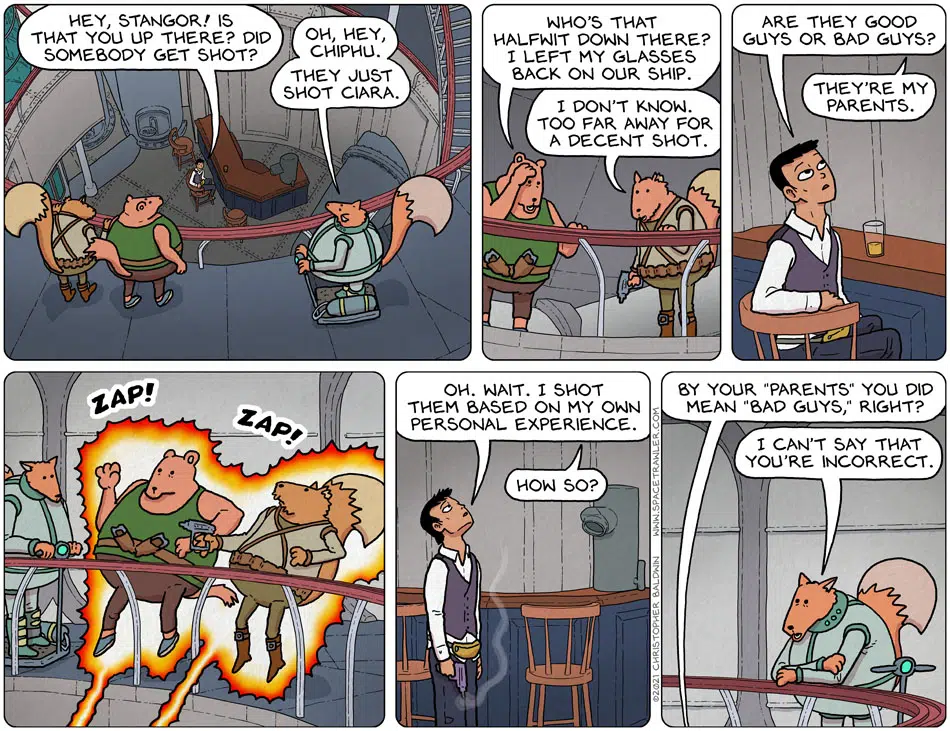 HEY, STANGOR! IS
THAT YOU UP THERE? DID
SOMEBODY GET SHOT?
OH, HEY,
CHIPHU.
THEY JUST
SHOT CIARA.
WHO'S THAT
HALFWIT DOWN THERE?
I LEFT MY GLASSES
BACK ON OUR SHIP.
I DON'T KNOW.
TOO FAR AWAY FOR
A DECENT SHOT.
ARE THEY GOOD
GUYS OR BAD GUYS?
THEY'RE MY
PARENTS.
ZAP!
ZAP!
OH. WAIT. I SHOT
THEM BASED ON MY OWN
PERSONAL EXPERIENCE.
HOW SO?
©2021 CHRISTOPHER BALDWIN WWW.SPACETRAWLER.COM
BY YOUR "PARENTS" YOU DID
MEAN "BAD GUYS," RIGHT?
I CAN'T SAY THAT
YOU'RE INCORRECT.